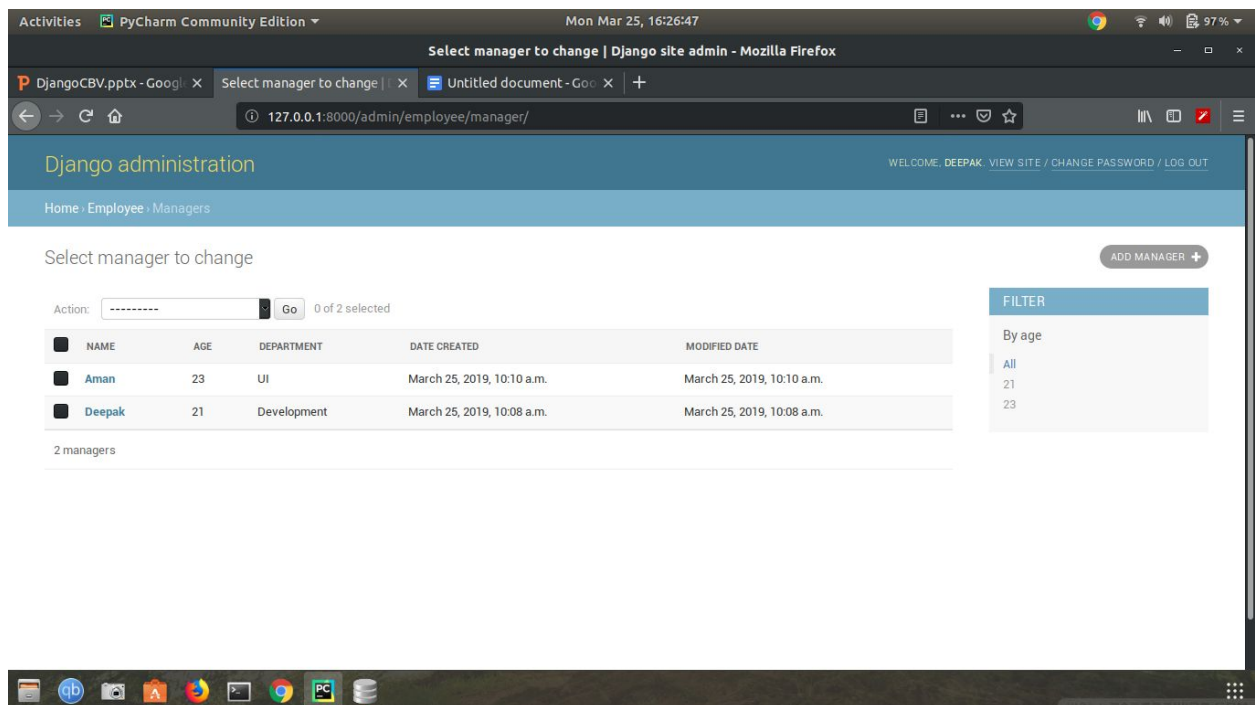 Activities PyCharm Community Edition Mon Mar 25, 16:26:47 97 %
Select manager to change | Django site admin - Mozilla Firefox
DjangoCBV.pptx - Googl Select manager to change | Untitled document - Goo
127.0.0.1:8000/admin/employee/manager/
Django administration WELCOME, DEEPAK. VIEW SITE / CHANGE PASSWORD / LOG OUT
Home › Employee › Managers
Select manager to change ADD MANAGER +
Action: --------- Go 0 of 2 selected
NAME AGE DEPARTMENT DATE CREATED MODIFIED DATE
Aman 23 UI March 25, 2019, 10:10 a.m. March 25, 2019, 10:10 a.m.
Deepak 21 Development March 25, 2019, 10:08 a.m. March 25, 2019, 10:08 a.m.
2 managers
FILTER
By age
All
21
23
qb
PC